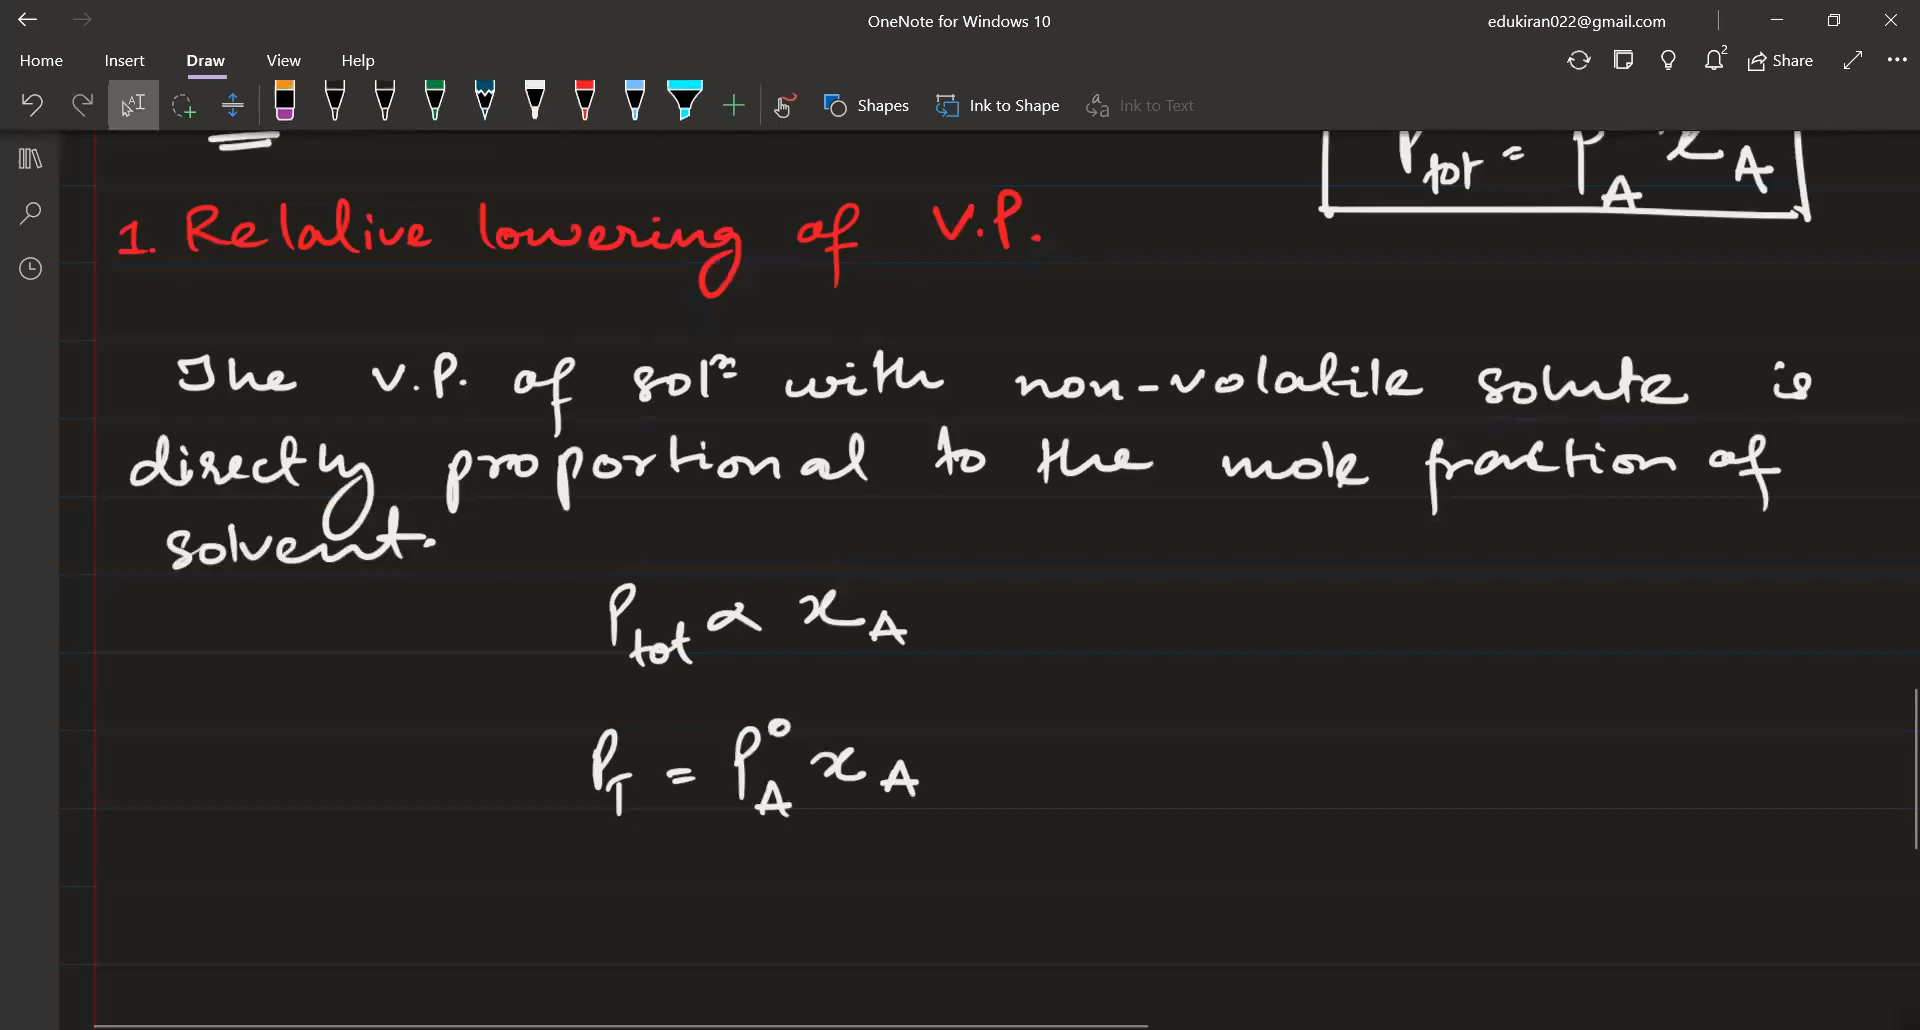 OneNote for Windows 10
edukiran022@gmail.com
Home Insert Draw View Help
2 Share
Shapes Ink to Shape Ink to Text
Ptot = PA xA
1. Relative lowering of V.P.
The V.P. of solⁿ with non-volatile solute is
directly proportional to the mole fraction of
solvent.
Ptot ∝ xA
PT = P°A xA